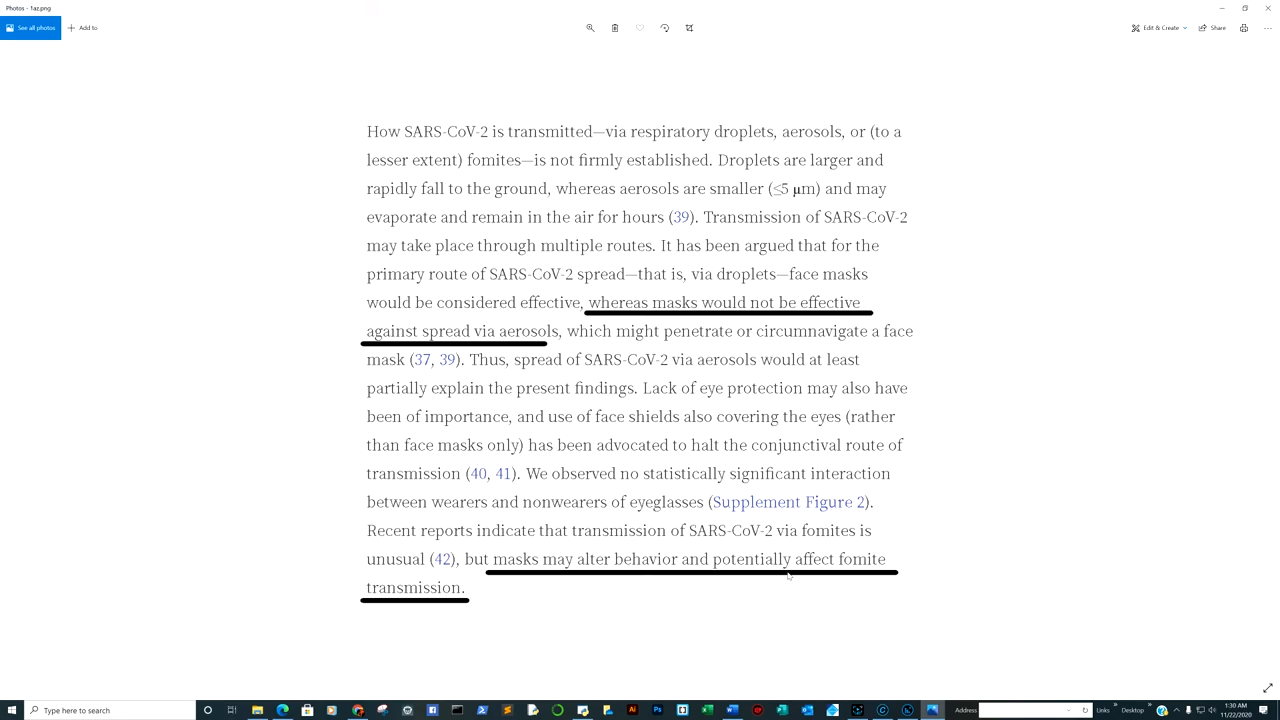 Photos - 1az.png
See all photos
Add to
Edit & Create
Share
How SARS-CoV-2 is transmitted—via respiratory droplets, aerosols, or (to a
lesser extent) fomites—is not firmly established. Droplets are larger and
rapidly fall to the ground, whereas aerosols are smaller (≤5 μm) and may
evaporate and remain in the air for hours (39). Transmission of SARS-CoV-2
may take place through multiple routes. It has been argued that for the
primary route of SARS-CoV-2 spread—that is, via droplets—face masks
would be considered effective, whereas masks would not be effective
against spread via aerosols, which might penetrate or circumnavigate a face
mask (37, 39). Thus, spread of SARS-CoV-2 via aerosols would at least
partially explain the present findings. Lack of eye protection may also have
been of importance, and use of face shields also covering the eyes (rather
than face masks only) has been advocated to halt the conjunctival route of
transmission (40, 41). We observed no statistically significant interaction
between wearers and nonwearers of eyeglasses (Supplement Figure 2).
Recent reports indicate that transmission of SARS-CoV-2 via fomites is
unusual (42), but masks may alter behavior and potentially affect fomite
transmission.
Type here to search
Ai
Ps
Address
Links
Desktop
1:30 AM
11/22/2020